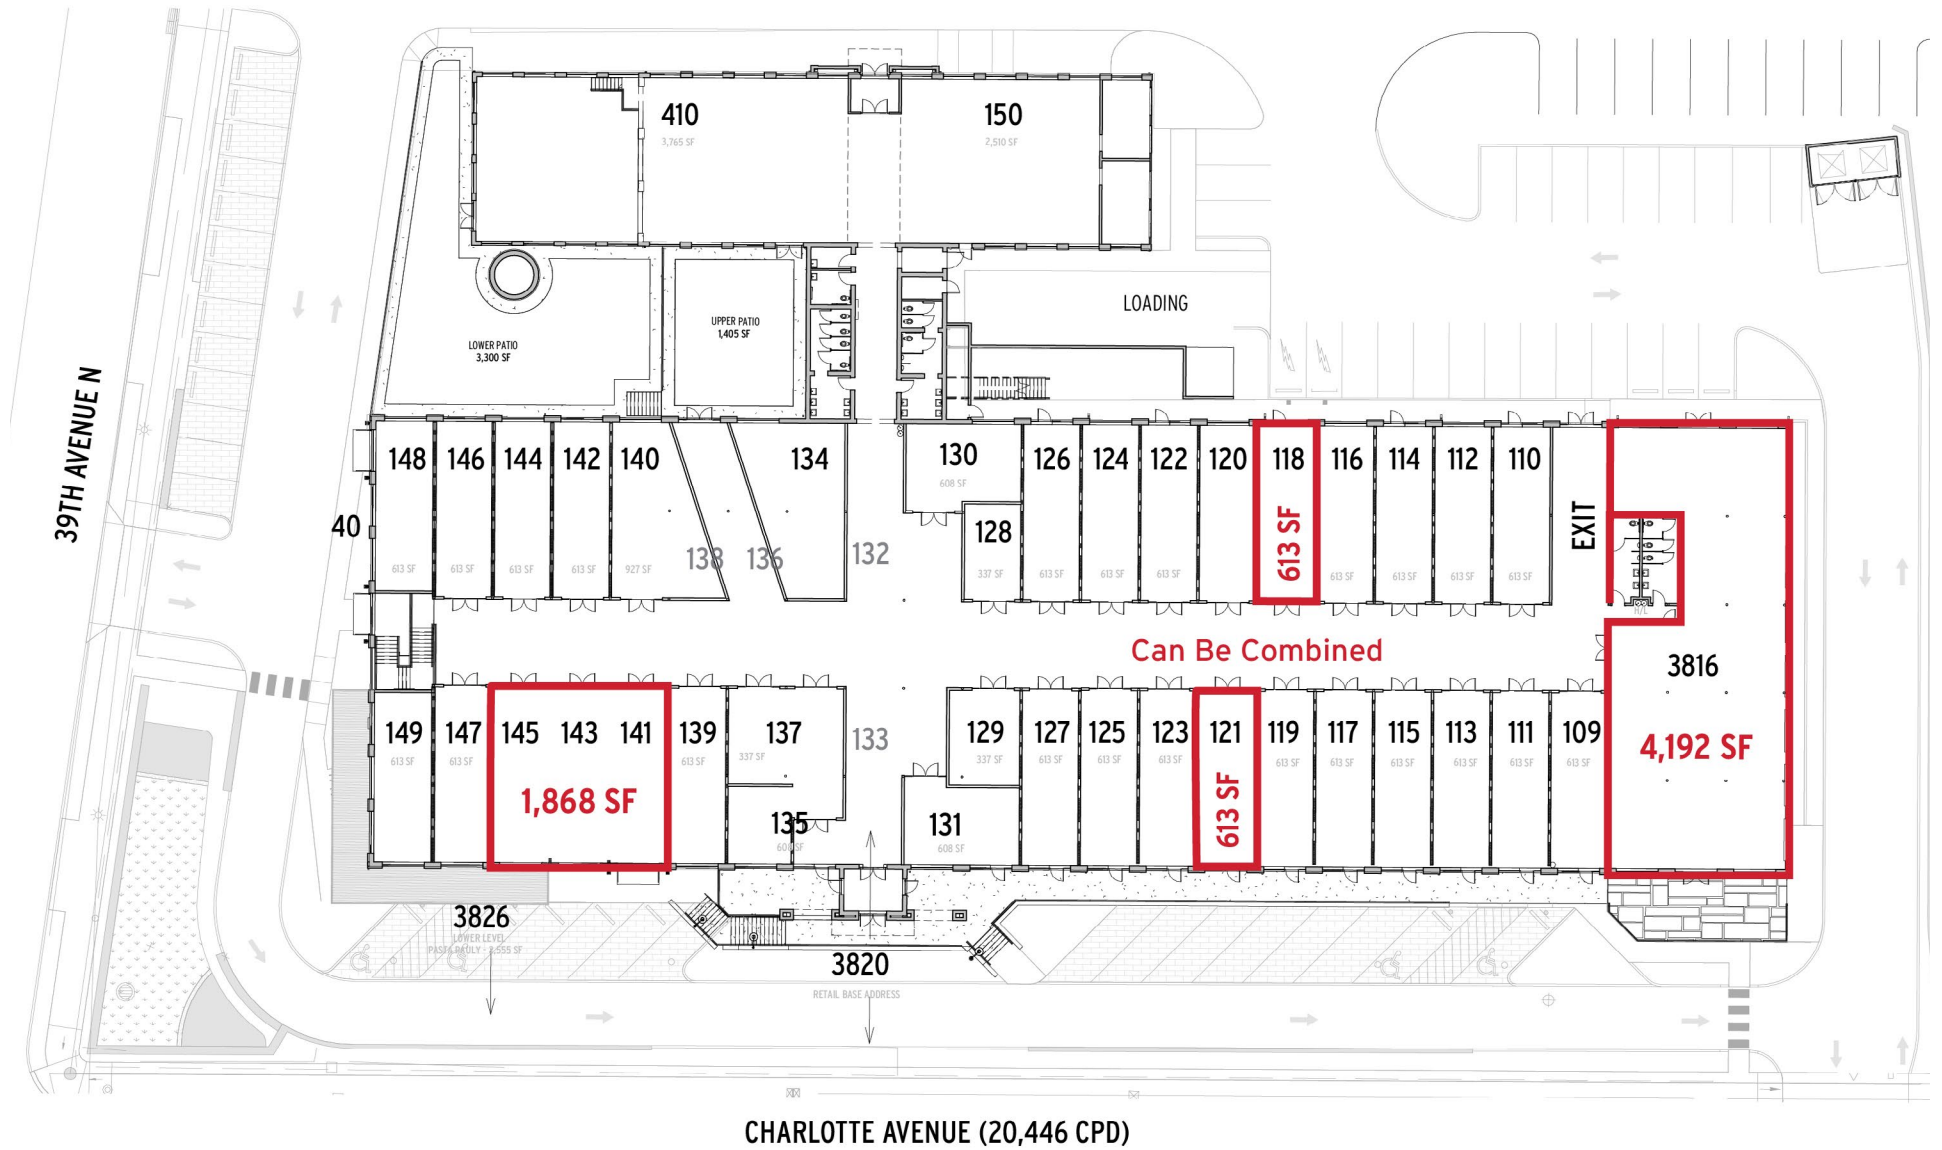 410
3,765 SF
150
2,510 SF
LOADING
UPPER PATIO
1,405 SF
LOWER PATIO
3,300 SF
39TH AVENUE N
40
148
613 SF
146
613 SF
144
613 SF
142
613 SF
140
927 SF
138
136
134
132
130
608 SF
128
337 SF
126
613 SF
124
613 SF
122
613 SF
120
118
613 SF
116
613 SF
114
613 SF
112
613 SF
110
613 SF
EXIT
H/L
Can Be Combined
3816
4,192 SF
149
613 SF
147
613 SF
145
143
141
1,868 SF
139
613 SF
137
337 SF
135
608 SF
133
131
608 SF
129
337 SF
127
613 SF
125
613 SF
123
613 SF
121
613 SF
119
613 SF
117
613 SF
115
613 SF
113
613 SF
111
613 SF
109
613 SF
3826
LOWER LEVEL
PASTA PAULY - 3,555 SF
3820
RETAIL BASE ADDRESS
CHARLOTTE AVENUE (20,446 CPD)